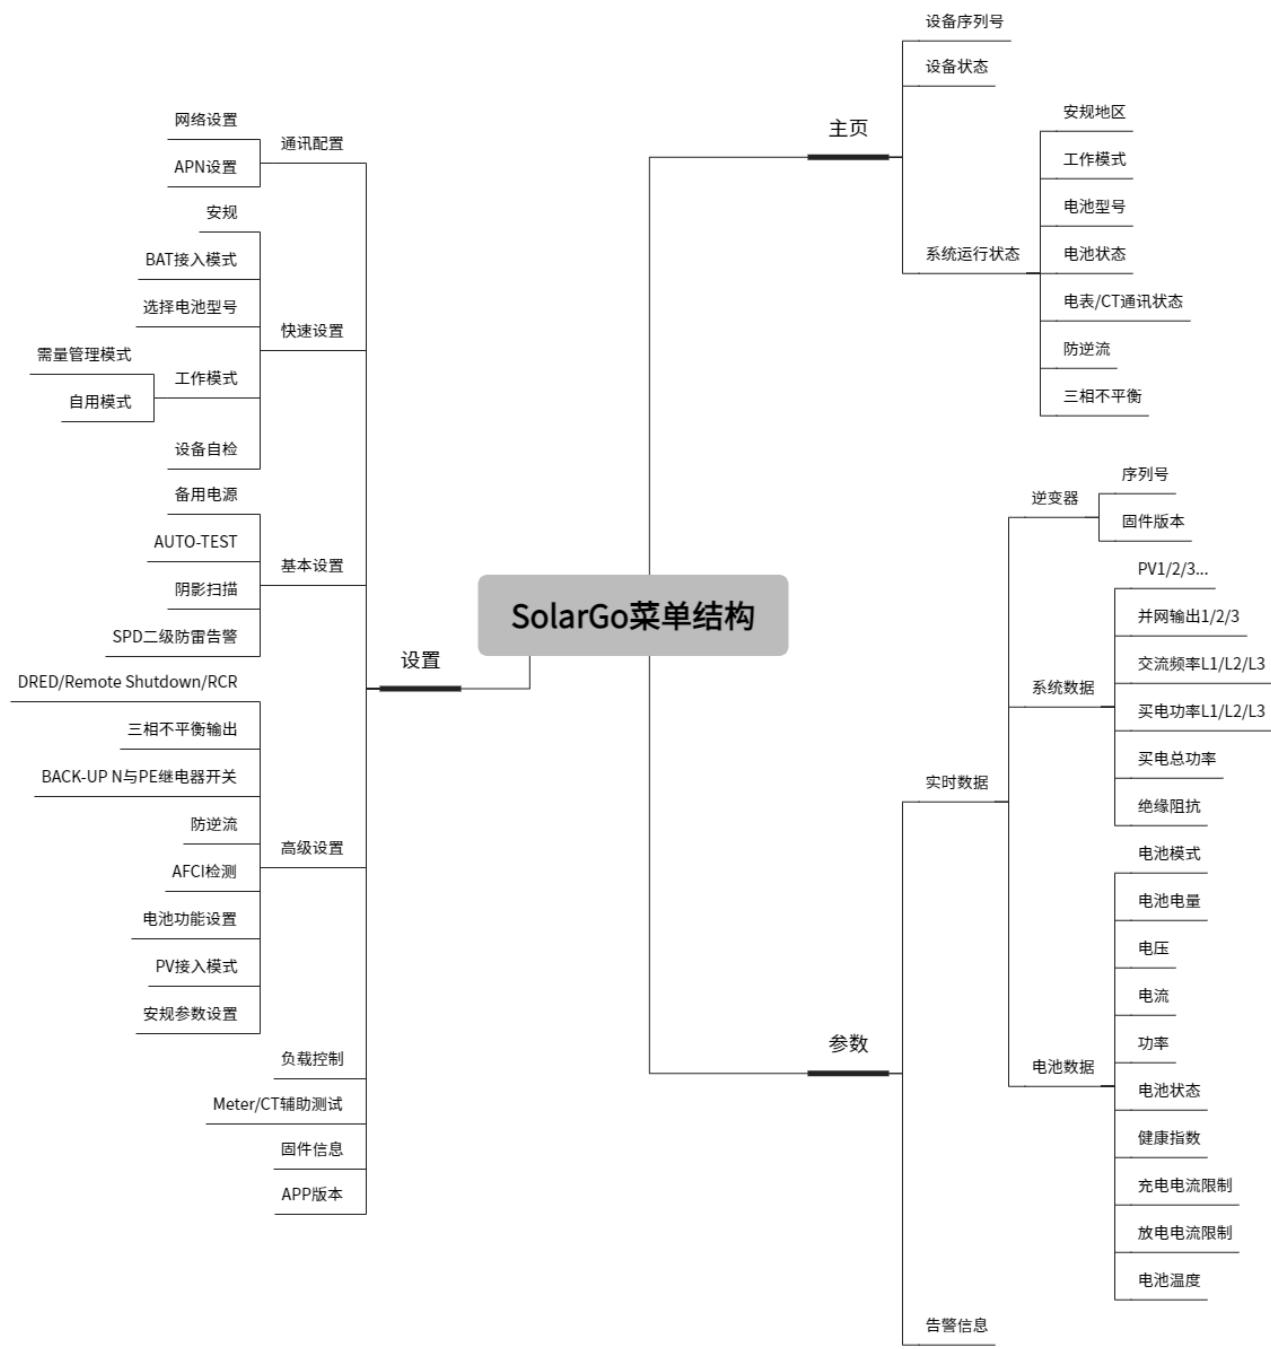 SolarGo菜单结构
主页
设备序列号
设备状态
系统运行状态
安规地区
工作模式
电池型号
电池状态
电表/CT通讯状态
防逆流
三相不平衡
参数
实时数据
逆变器
序列号
固件版本
系统数据
PV1/2/3...
并网输出1/2/3
交流频率L1/L2/L3
买电功率L1/L2/L3
买电总功率
绝缘阻抗
电池数据
电池模式
电池电量
电压
电流
功率
电池状态
健康指数
充电电流限制
放电电流限制
电池温度
告警信息
设置
通讯配置
网络设置
APN设置
快速设置
安规
BAT接入模式
选择电池型号
工作模式
需量管理模式
自用模式
设备自检
基本设置
备用电源
AUTO-TEST
阴影扫描
SPD二级防雷告警
高级设置
DRED/Remote Shutdown/RCR
三相不平衡输出
BACK-UP N与PE继电器开关
防逆流
AFCI检测
电池功能设置
PV接入模式
安规参数设置
负载控制
Meter/CT辅助测试
固件信息
APP版本